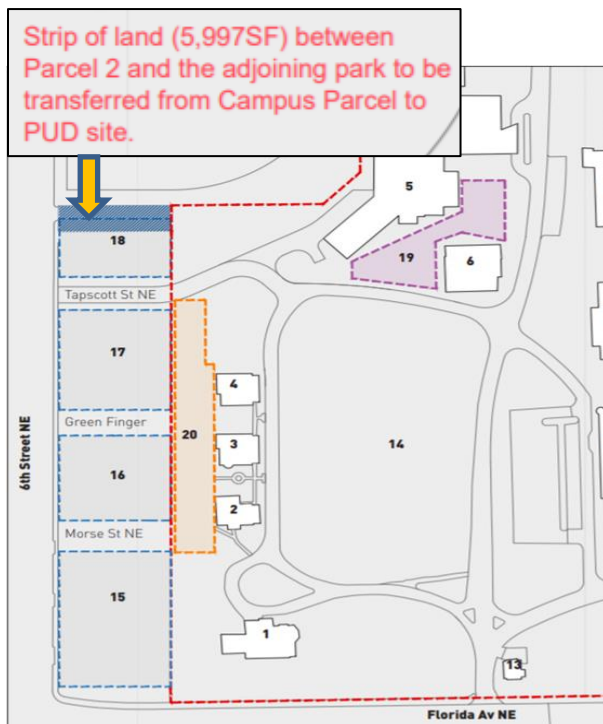 Strip of land (5,997SF) between
Parcel 2 and the adjoining park to be
transferred from Campus Parcel to
PUD site.
5
18
19
6
Tapscott St NE
17
4
Green Finger
20
3
14
6th Street NE
16
2
Morse St NE
15
1
13
Florida Av NE